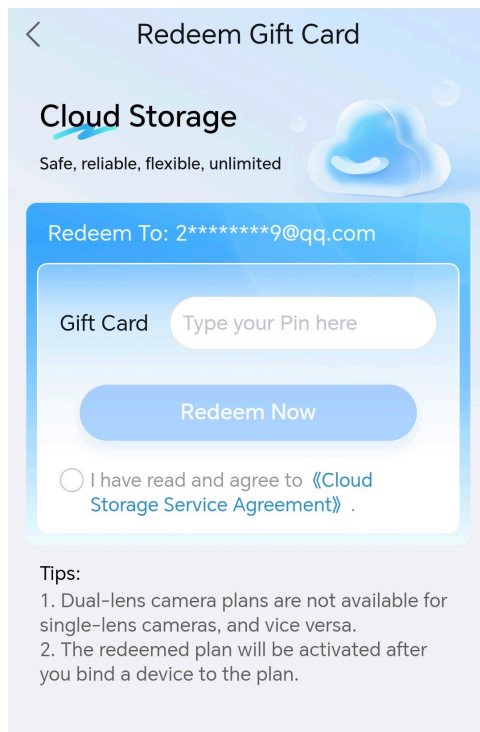 Redeem Gift Card
Cloud Storage
Safe, reliable, flexible, unlimited
Redeem To: 2********9@qq.com
Gift Card
Type your Pin here
Redeem Now
I have read and agree to 《Cloud
Storage Service Agreement》 .
Tips:
1. Dual-lens camera plans are not available for
single-lens cameras, and vice versa.
2. The redeemed plan will be activated after
you bind a device to the plan.